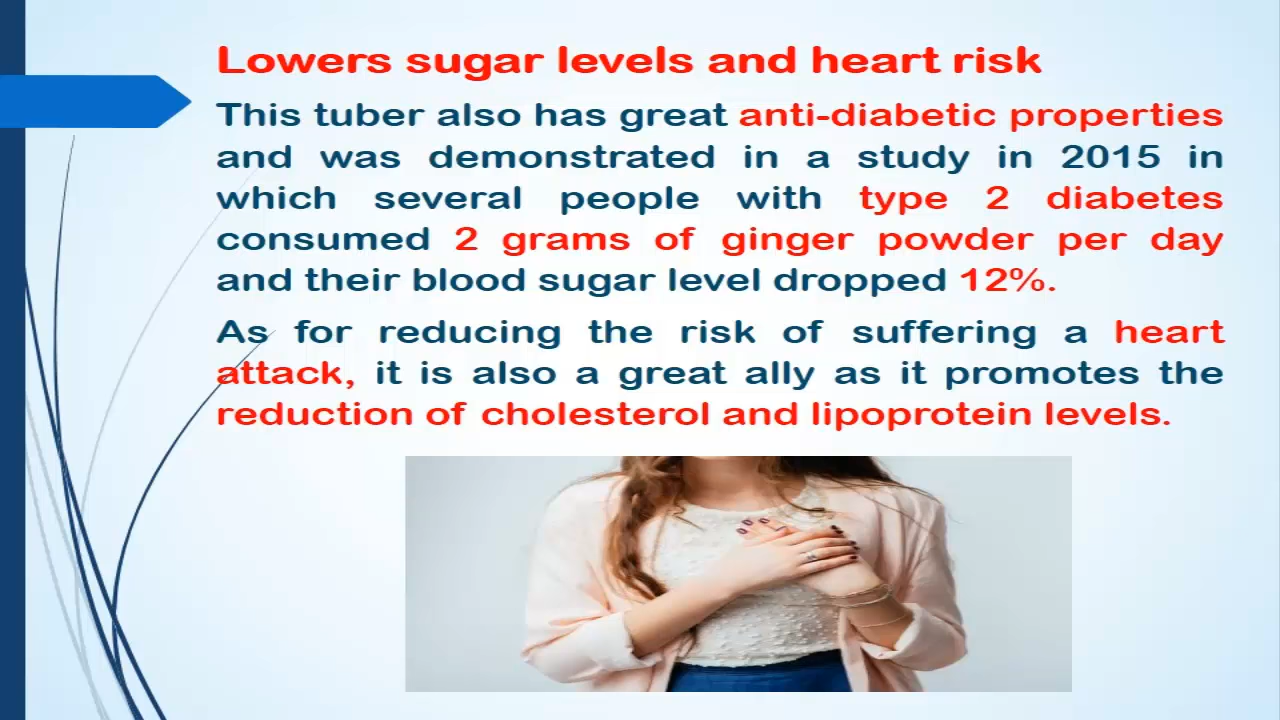 Lowers sugar levels and heart risk
This tuber also has great anti-diabetic properties
and was demonstrated in a study in 2015 in
which several people with type 2 diabetes
consumed 2 grams of ginger powder per day
and their blood sugar level dropped 12%.
As for reducing the risk of suffering a heart
attack, it is also a great ally as it promotes the
reduction of cholesterol and lipoprotein levels.